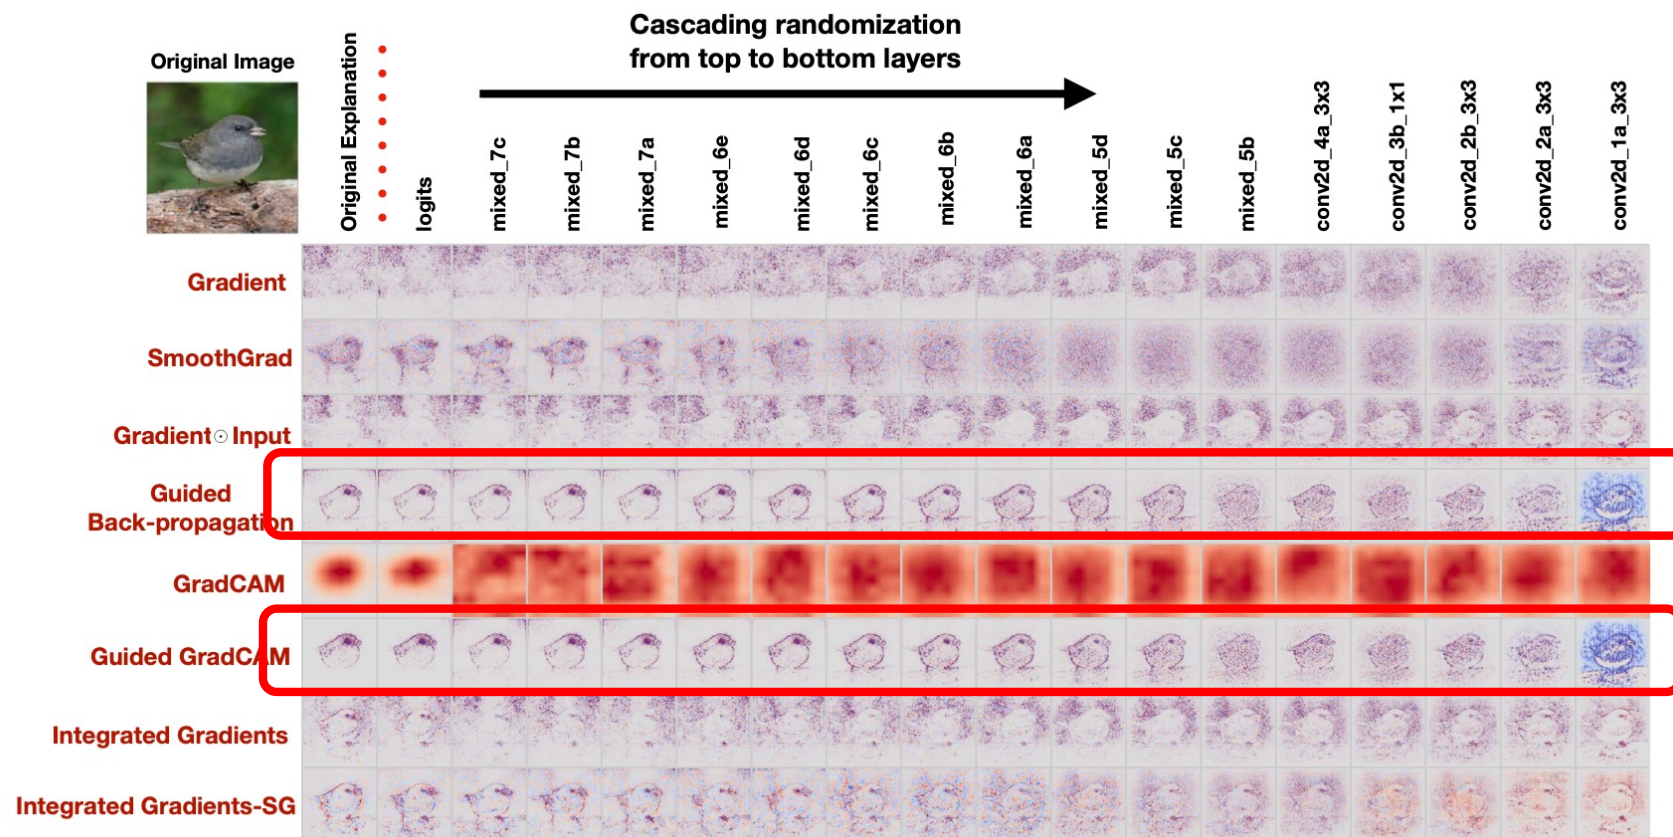 Cascading randomization
from top to bottom layers
Original Image
Original Explanation
logits
mixed_7c
mixed_7b
mixed_7a
mixed_6e
mixed_6d
mixed_6c
mixed_6b
mixed_6a
mixed_5d
mixed_5c
mixed_5b
conv2d_4a_3x3
conv2d_3b_1x1
conv2d_2b_3x3
conv2d_2a_3x3
conv2d_1a_3x3
Gradient
SmoothGrad
Gradient⊙Input
Guided
Back-propagation
GradCAM
Guided GradCAM
Integrated Gradients
Integrated Gradients-SG